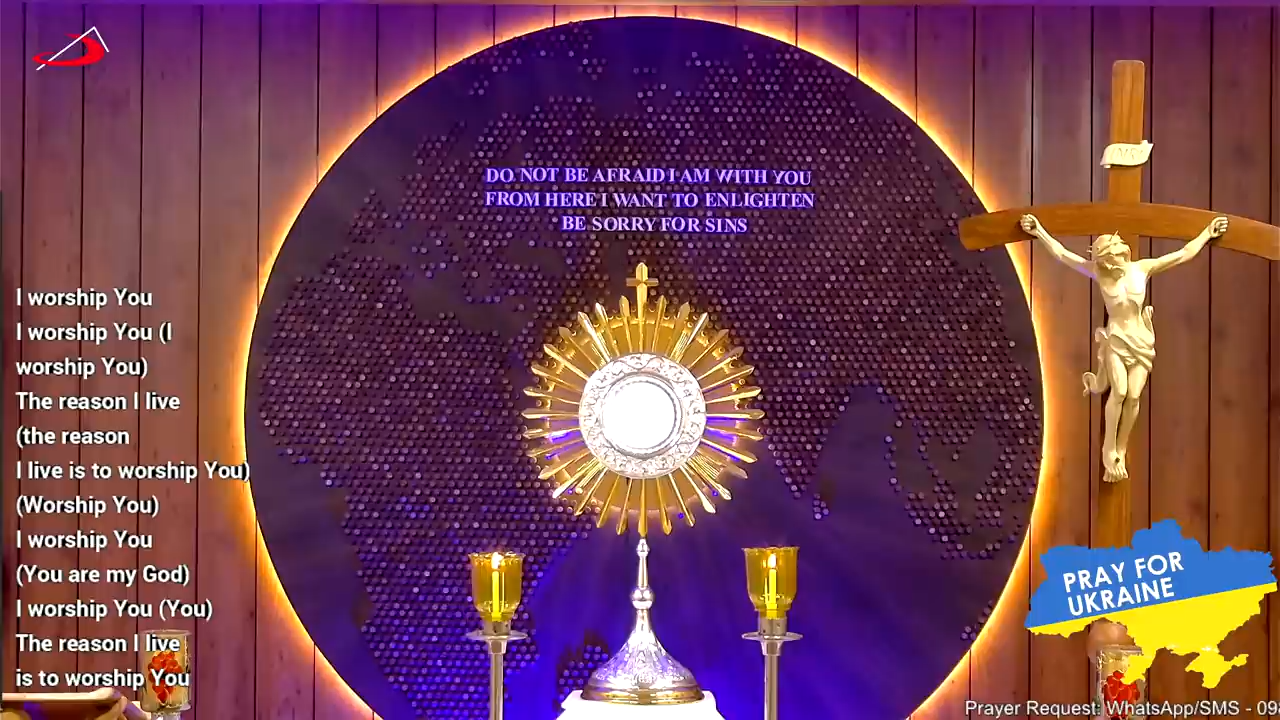 DO NOT BE AFRAID I AM WITH YOU
FROM HERE I WANT TO ENLIGHTEN
BE SORRY FOR SINS
I worship You
I worship You (I
worship You)
The reason I live
(the reason
I live is to worship You)
(Worship You)
I worship You
(You are my God)
I worship You (You)
The reason I live
is to worship You
PRAY FOR
UKRAINE
Prayer Request: WhatsApp/SMS - 09